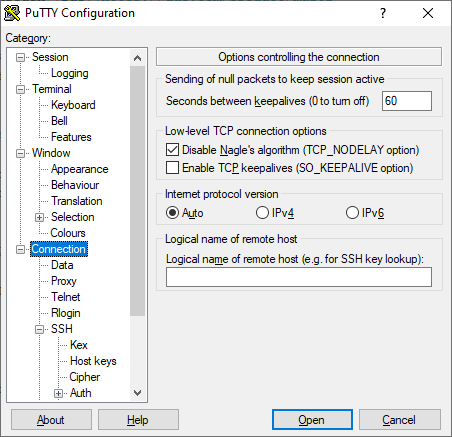 PuTTY Configuration
?
Category:
Session
Logging
Terminal
Keyboard
Bell
Features
Window
Appearance
Behaviour
Translation
Selection
Colours
Connection
Data
Proxy
Telnet
Rlogin
SSH
Kex
Host keys
Cipher
Auth
Options controlling the connection
Sending of null packets to keep session active
Seconds between keepalives (0 to turn off)
60
Low-level TCP connection options
Disable Nagle's algorithm (TCP_NODELAY option)
Enable TCP keepalives (SO_KEEPALIVE option)
Internet protocol version
Auto IPv4 IPv6
Logical name of remote host
Logical name of remote host (e.g. for SSH key lookup):
About Help Open Cancel